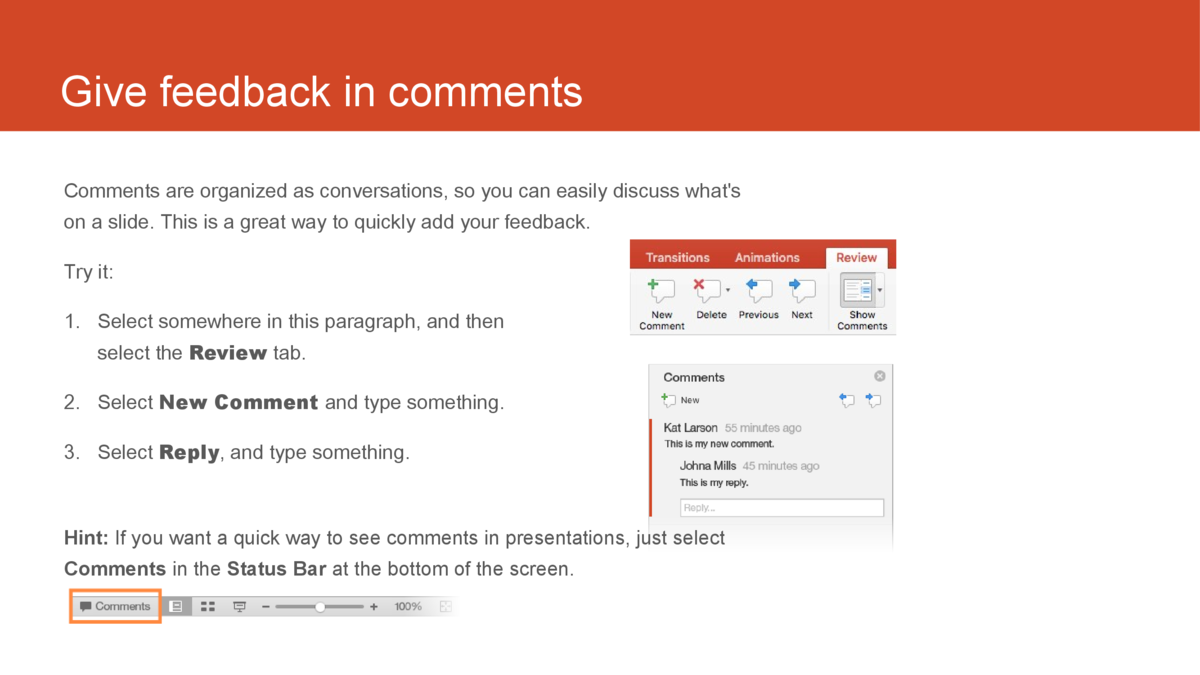 Give feedback in comments
Comments are organized as conversations, so you can easily discuss what's
on a slide. This is a great way to quickly add your feedback.
Try it:
1. Select somewhere in this paragraph, and then
select the Review tab.
2. Select New Comment and type something.
3. Select Reply, and type something.
Transitions Animations Review
New Comment
Delete
Previous
Next
Show Comments
Comments
New
Kat Larson 55 minutes ago
This is my new comment.
Johna Mills 45 minutes ago
This is my reply.
Reply...
Hint: If you want a quick way to see comments in presentations, just select
Comments in the Status Bar at the bottom of the screen.
Comments 100%